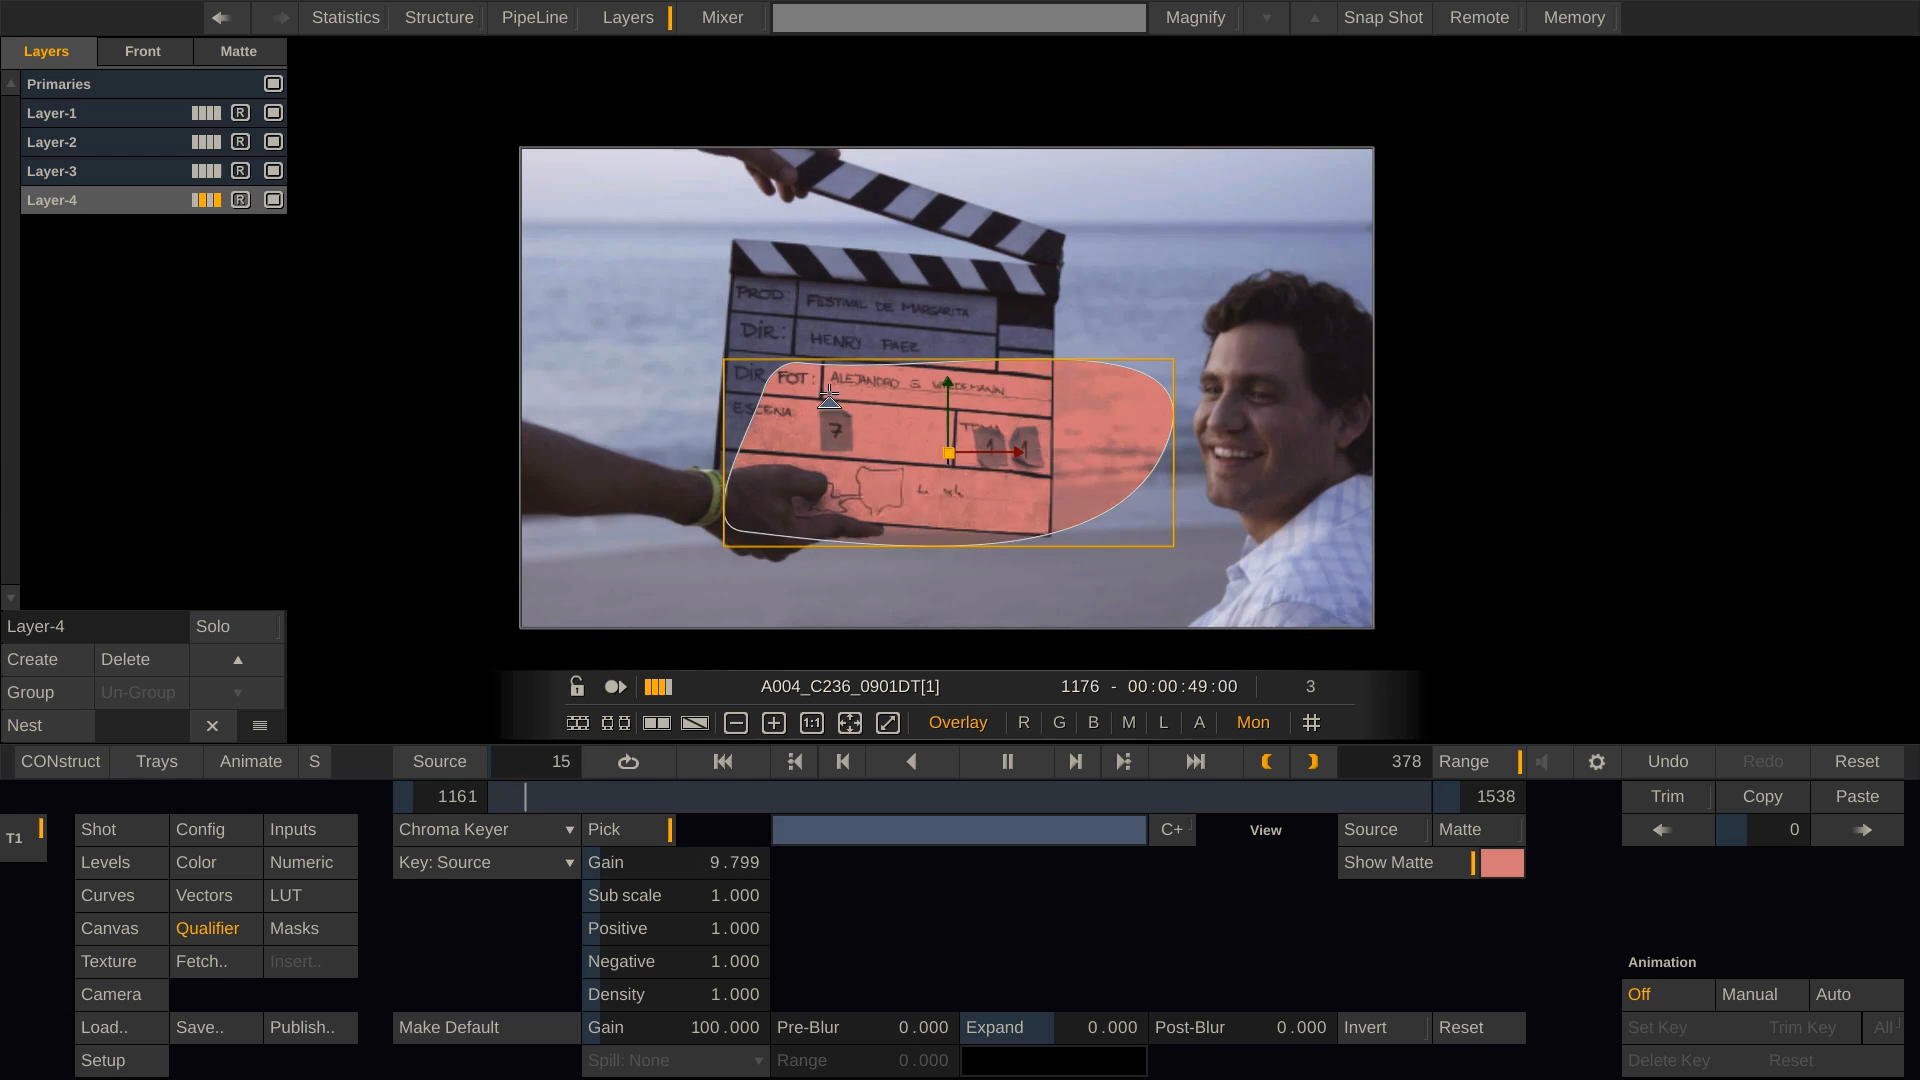 Statistics Structure PipeLine Layers Mixer Magnify Snap Shot Remote Memory
Layers Front Matte
Primaries
Layer-1 R
Layer-2 R
Layer-3 R
Layer-4 R
PROD: FESTIVAL DE MARGARITA
DIR: HENRY PAEZ
DIR FOT: ALEJANDRO
ESCENA: 7
1 1
Layer-4 Solo
Create Delete
Group Un-Group
Nest
A004_C236_0901DT[1] 1176 - 00:00:49:00 3
1:1 Overlay R G B M L A Mon
CONstruct Trays Animate S Source 15 378 Range Undo Redo Reset
1161 1538 Trim Copy Paste
T1 Shot Config Inputs Chroma Keyer Pick C+ View Source Matte 0
Levels Color Numeric Key: Source Gain 9.799 Show Matte
Curves Vectors LUT Sub scale 1.000
Canvas Qualifier Masks Positive 1.000
Texture Fetch.. Insert.. Negative 1.000 Animation
Camera Density 1.000 Off Manual Auto
Load.. Save.. Publish.. Make Default Gain 100.000 Pre-Blur 0.000 Expand 0.000 Post-Blur 0.000 Invert Reset Set Key Trim Key All
Setup Spill: None Range 0.000 Delete Key Reset